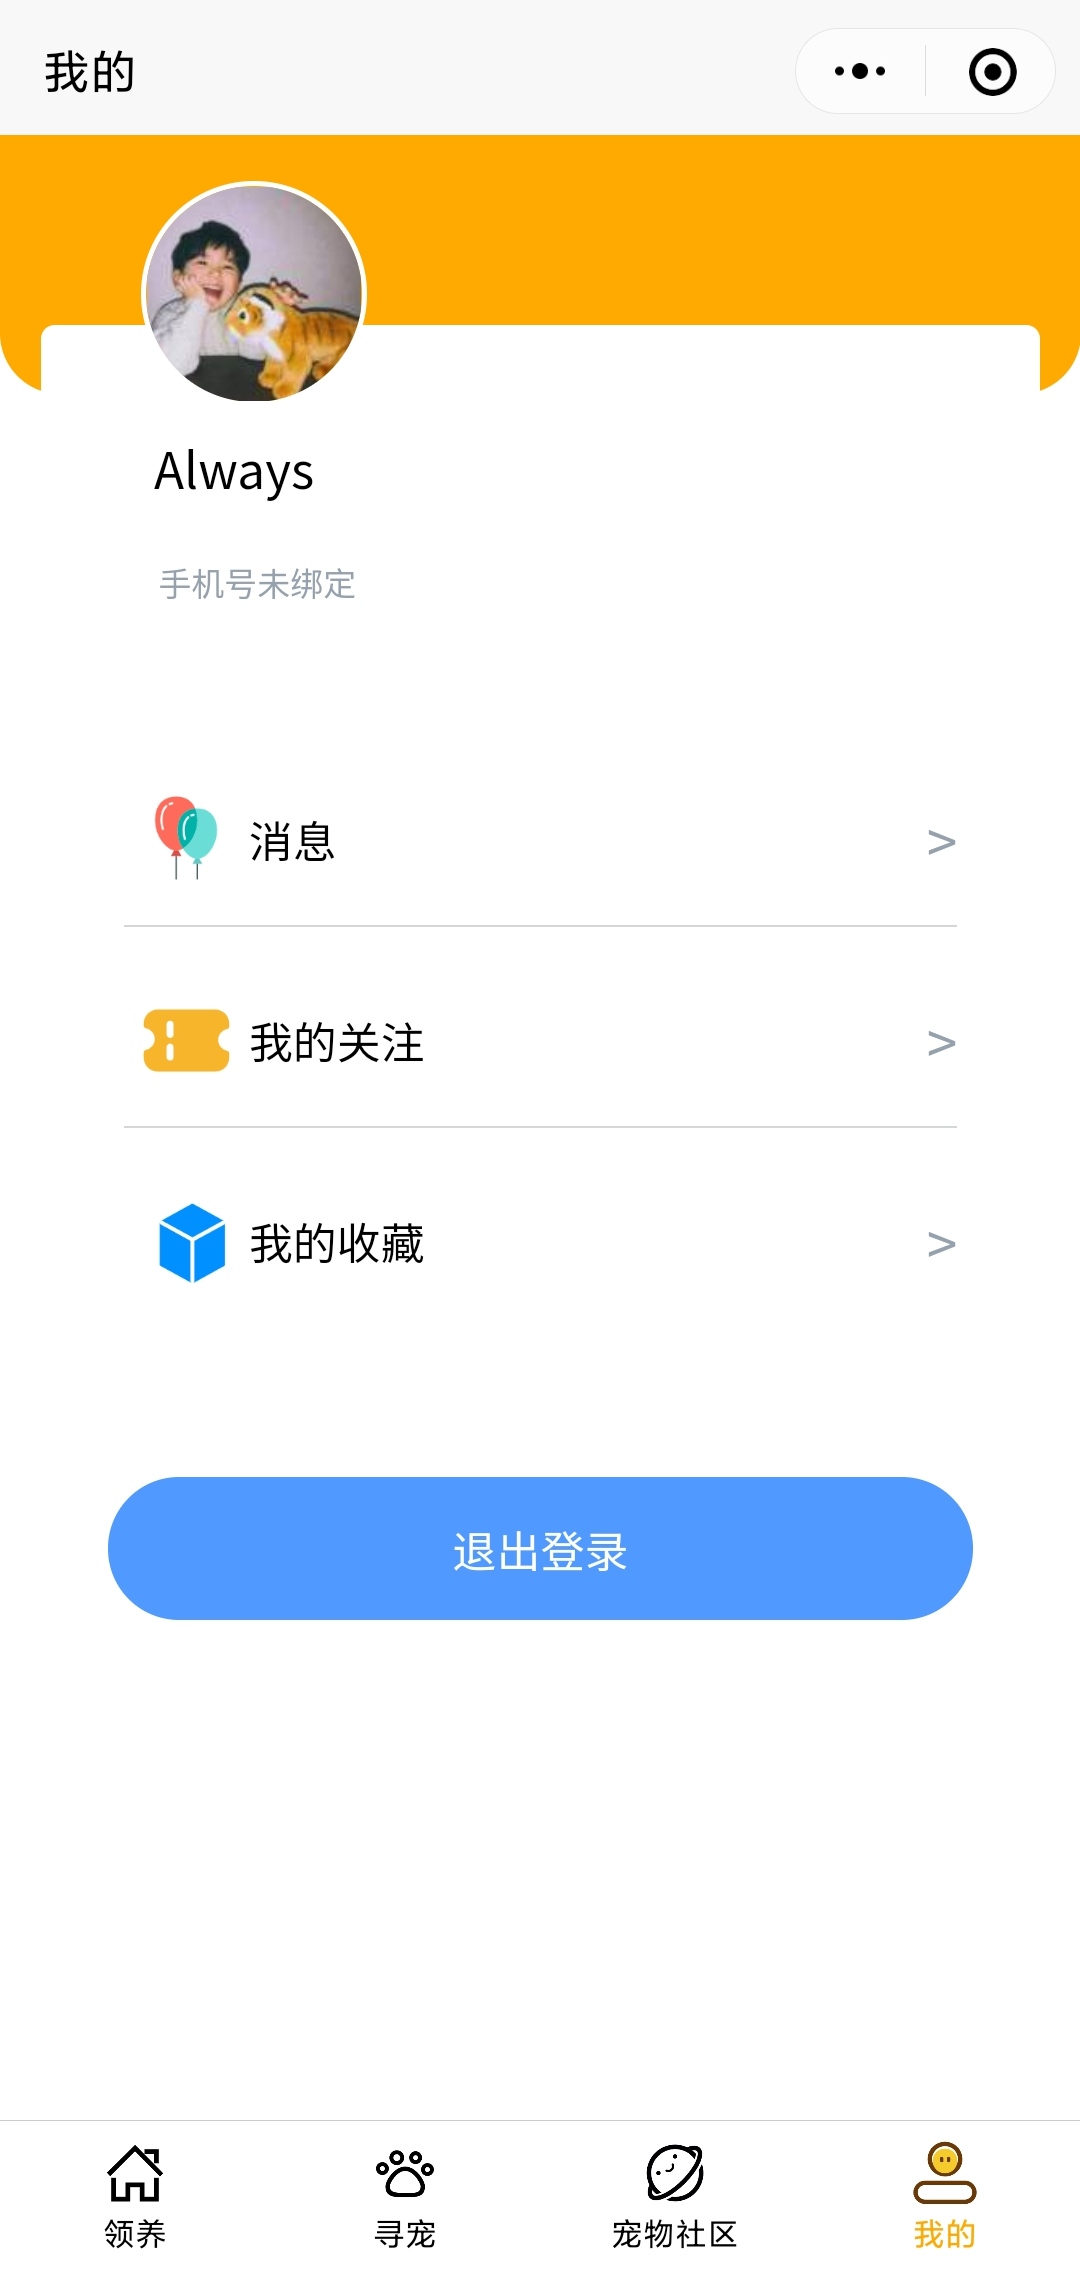 我的
Always
手机号未绑定
消息 >
我的关注 >
我的收藏 >
退出登录
领养 寻宠 宠物社区 我的